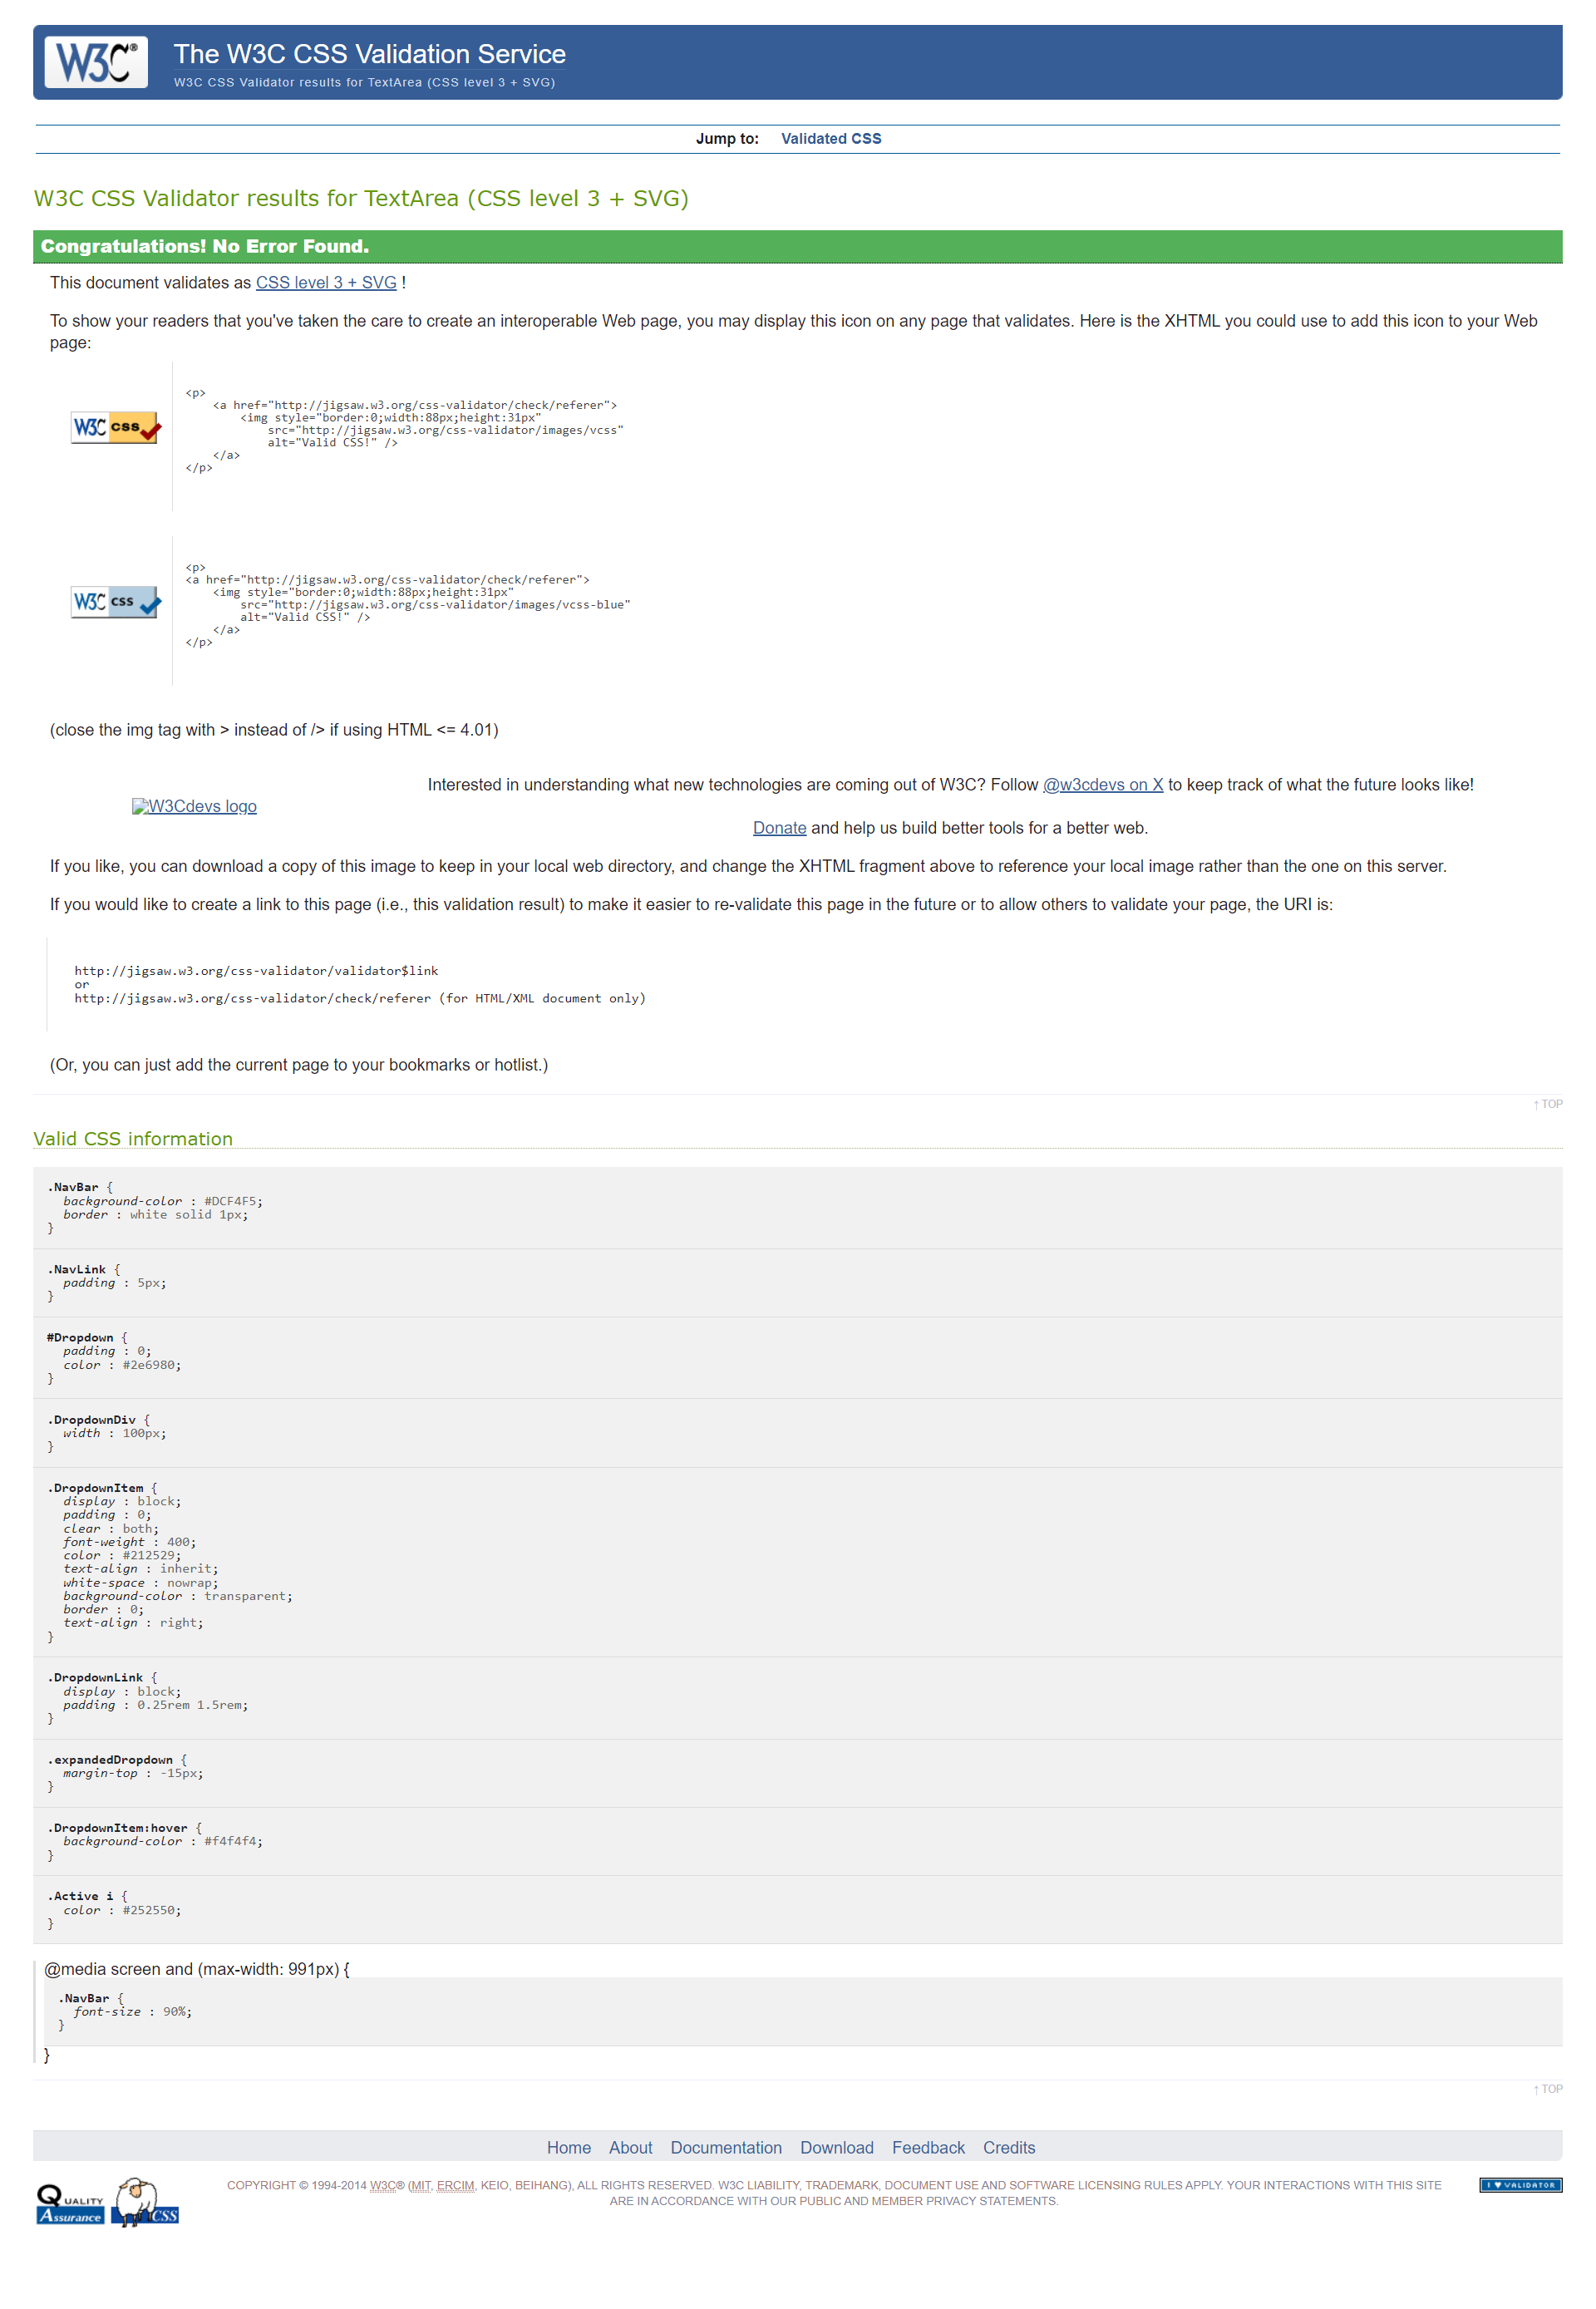 W3C®
The W3C CSS Validation Service
W3C CSS Validator results for TextArea (CSS level 3 + SVG)
Jump to: Validated CSS
W3C CSS Validator results for TextArea (CSS level 3 + SVG)
Congratulations! No Error Found.
This document validates as CSS level 3 + SVG !
To show your readers that you've taken the care to create an interoperable Web page, you may display this icon on any page that validates. Here is the XHTML you could use to add this icon to your Web
page:
<p>
<a href="http://jigsaw.w3.org/css-validator/check/referer">
<img style="border:0;width:88px;height:31px"
W3C css
src="http://jigsaw.w3.org/css-validator/images/vcss"
alt="Valid CSS!" />
</a>
</p>
<p>
<a href="http://jigsaw.w3.org/css-validator/check/referer">
<img style="border:0;width:88px;height:31px"
W3C css
src="http://jigsaw.w3.org/css-validator/images/vcss-blue"
alt="Valid CSS!" />
</a>
</p>
(close the img tag with > instead of /> if using HTML <= 4.01)
Interested in understanding what new technologies are coming out of W3C? Follow @w3cdevs on X to keep track of what the future looks like!
W3Cdevs logo
Donate and help us build better tools for a better web.
If you like, you can download a copy of this image to keep in your local web directory, and change the XHTML fragment above to reference your local image rather than the one on this server.
If you would like to create a link to this page (i.e., this validation result) to make it easier to re-validate this page in the future or to allow others to validate your page, the URI is:
http://jigsaw.w3.org/css-validator/validator$link
or
http://jigsaw.w3.org/css-validator/check/referer (for HTML/XML document only)
(Or, you can just add the current page to your bookmarks or hotlist.)
↑ TOP
Valid CSS information
.NavBar {
background-color : #DCF4F5;
border : white solid 1px;
}
.NavLink {
padding : 5px;
}
#Dropdown {
padding : 0;
color : #2e6980;
}
.DropdownDiv {
width : 100px;
}
.DropdownItem {
display : block;
padding : 0;
clear : both;
font-weight : 400;
color : #212529;
text-align : inherit;
white-space : nowrap;
background-color : transparent;
border : 0;
text-align : right;
}
.DropdownLink {
display : block;
padding : 0.25rem 1.5rem;
}
.expandedDropdown {
margin-top : -15px;
}
.DropdownItem:hover {
background-color : #f4f4f4;
}
.Active i {
color : #252550;
}
@media screen and (max-width: 991px) {
.NavBar {
font-size : 90%;
}
}
↑ TOP
Home About Documentation Download Feedback Credits
Quality
Assurance
CSS
COPYRIGHT © 1994-2014 W3C® (MIT, ERCIM, KEIO, BEIHANG), ALL RIGHTS RESERVED. W3C LIABILITY, TRADEMARK, DOCUMENT USE AND SOFTWARE LICENSING RULES APPLY. YOUR INTERACTIONS WITH THIS SITE
ARE IN ACCORDANCE WITH OUR PUBLIC AND MEMBER PRIVACY STATEMENTS.
I ♥ VALIDATOR